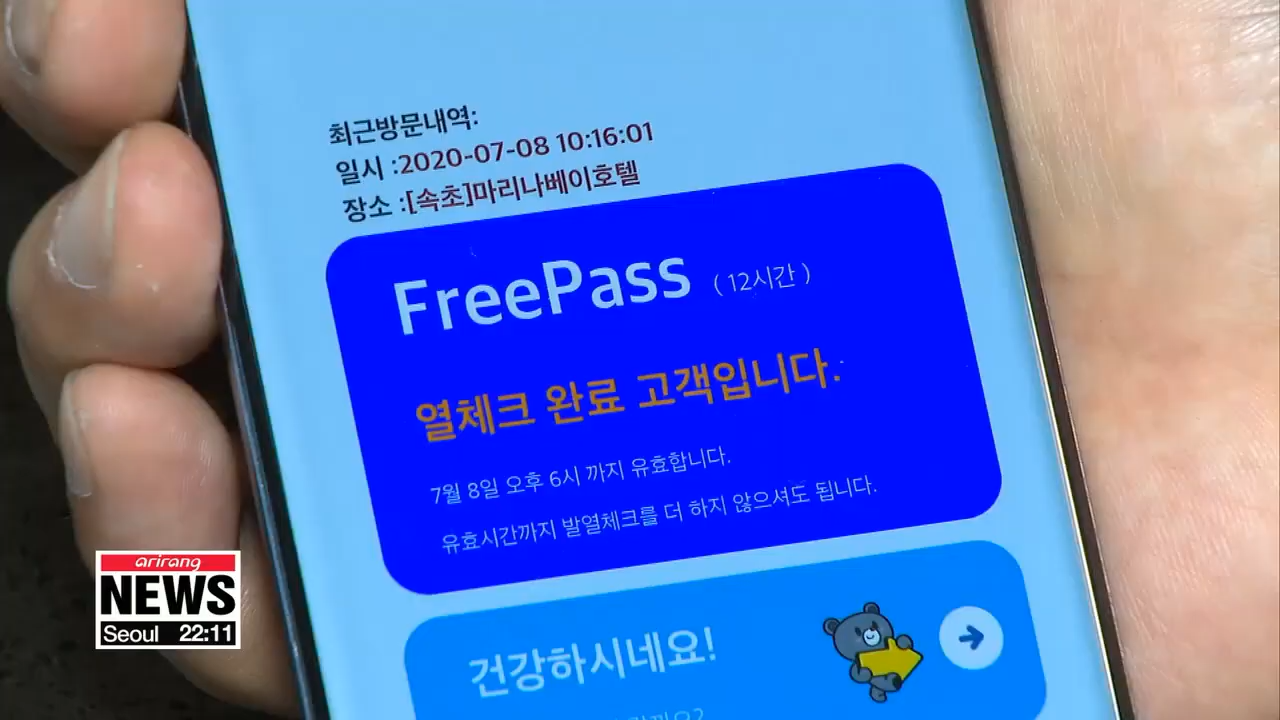 최근방문내역:
일시 :2020-07-08 10:16:01
장소 :[속초]마리나베이호텔
FreePass ( 12시간 )
열체크 완료 고객입니다.
7월 8일 오후 6시 까지 유효합니다.
유효시간까지 발열체크를 더 하지 않으셔도 됩니다.
건강하시네요!
arirang
NEWS
Seoul 22:11